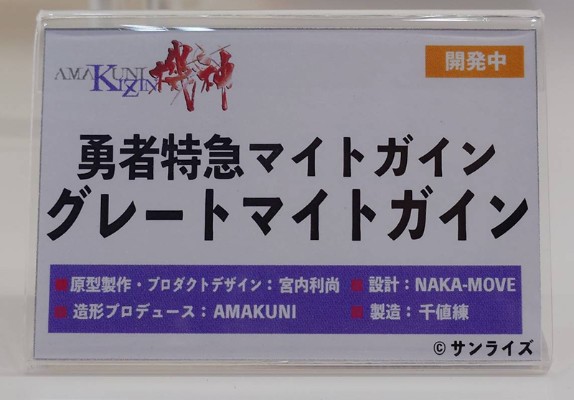 AMAKUNI KIZIN 機神
開発中
勇者特急マイトガイン
グレートマイトガイン
■原型製作・プロダクトデザイン：宮内利尚 ■設計：NAKA-MOVE
■造形プロデュース：AMAKUNI ■製造：千値練
© サンライズ